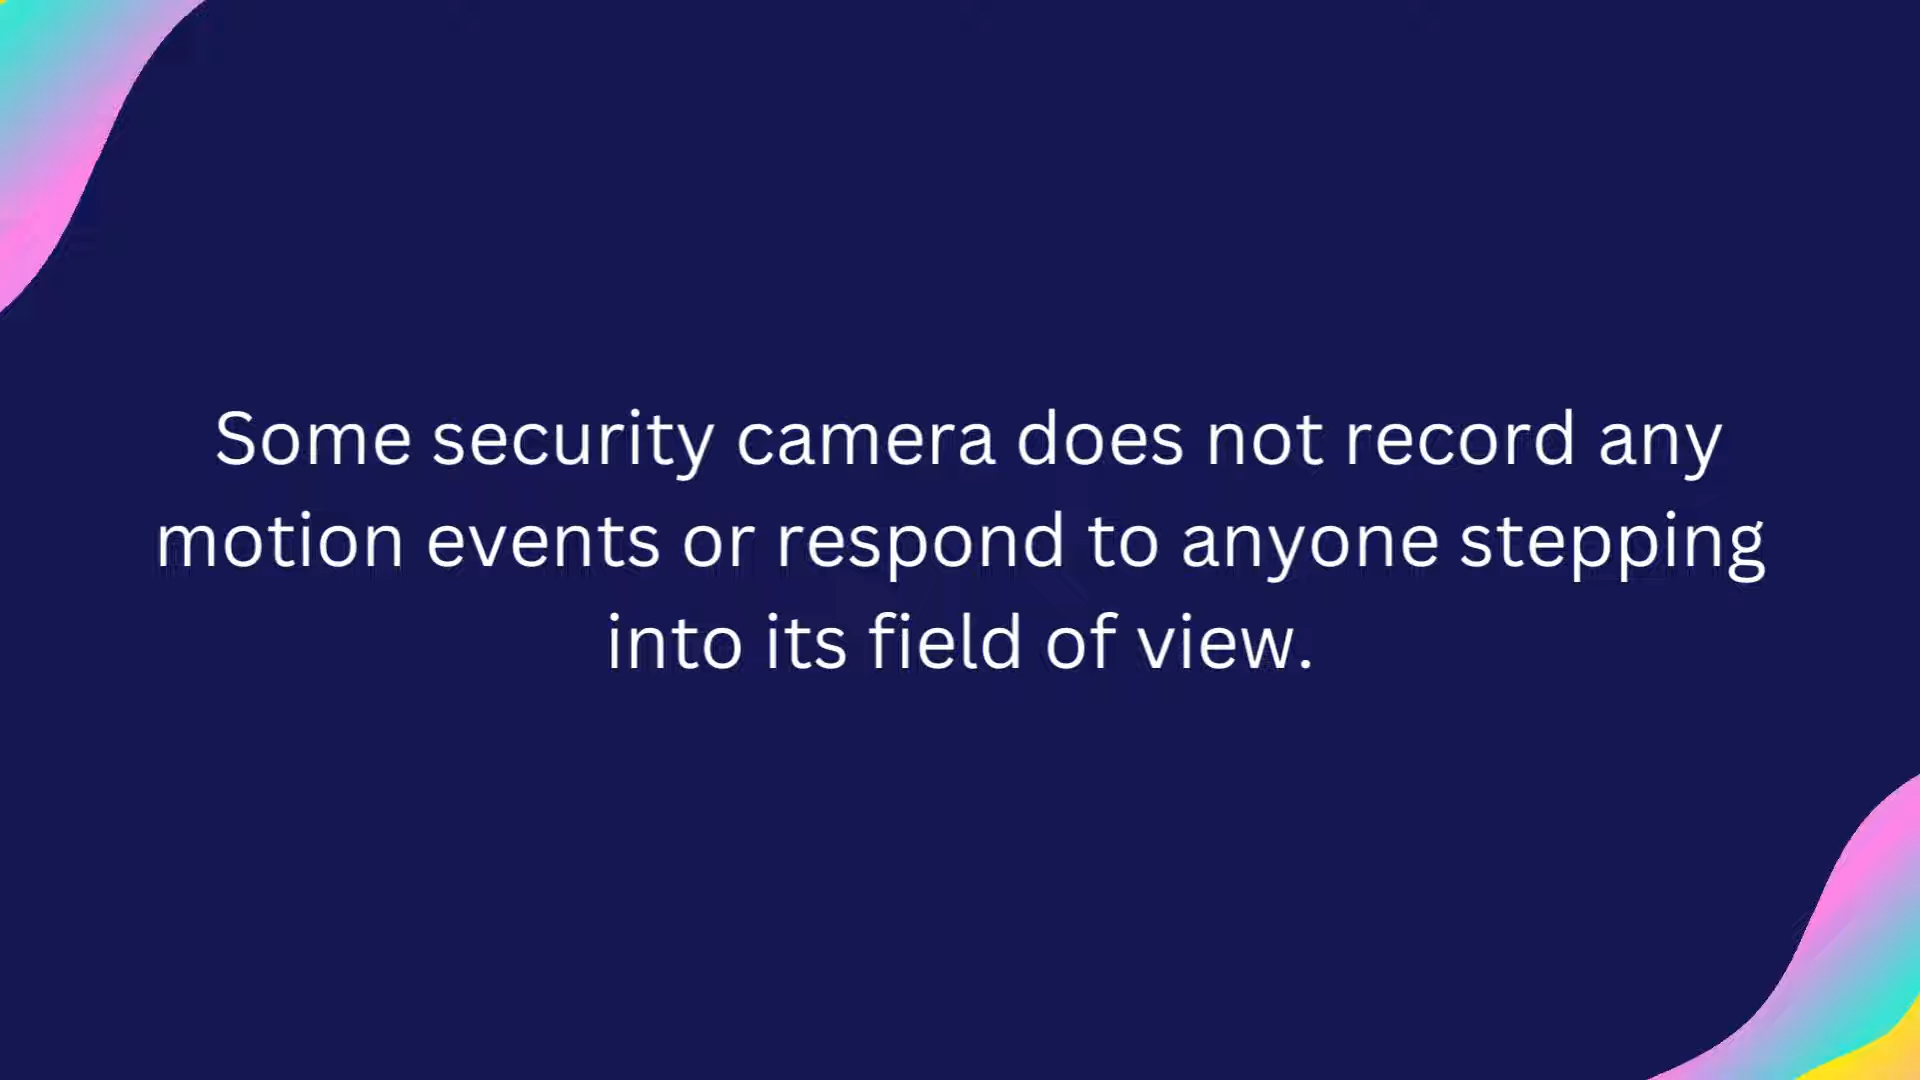 Some security camera does not record any
motion events or respond to anyone stepping
into its field of view.